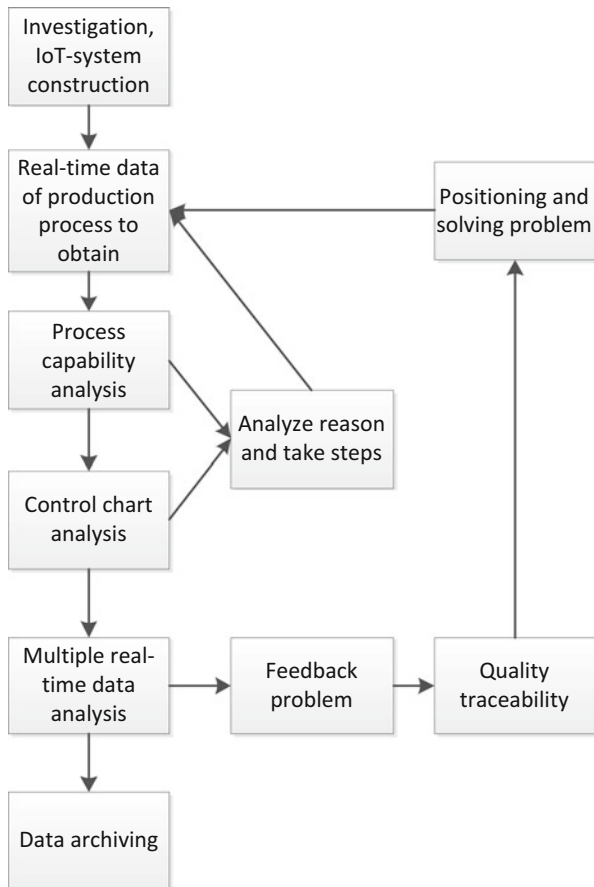 Investigation,
IoT-system
construction
Real-time data
of production
process to
obtain
Positioning and
solving problem
Process
capability
analysis
Analyze reason
and take steps
Control chart
analysis
Multiple real-
time data
analysis
Feedback
problem
Quality
traceability
Data archiving